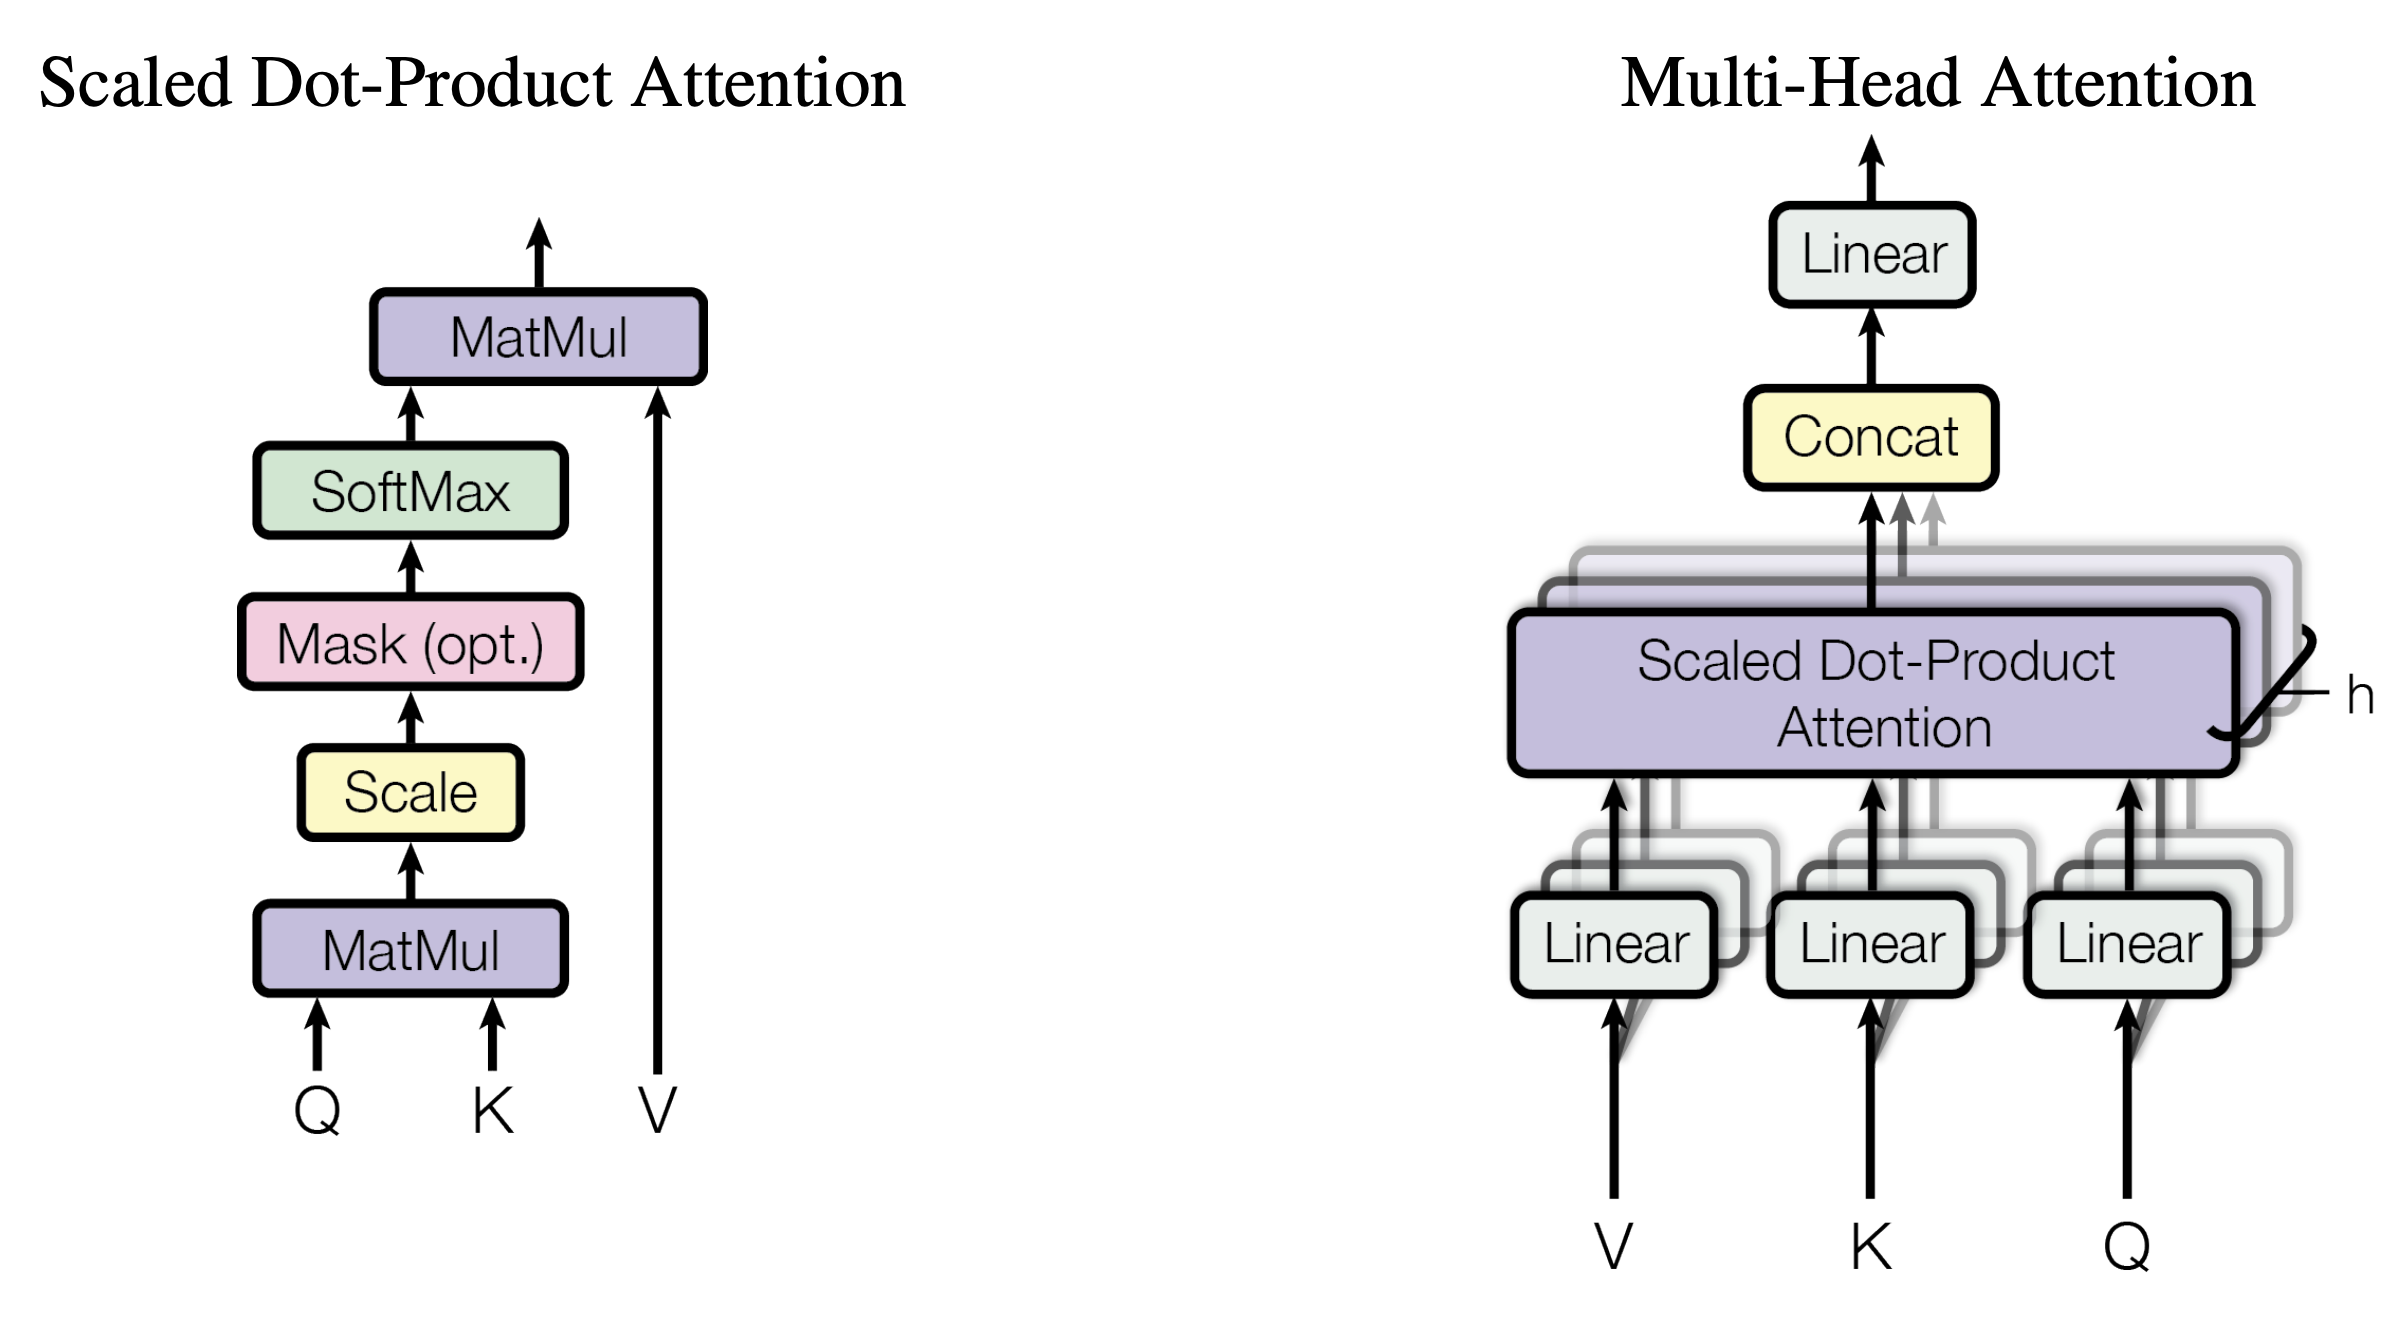 Scaled Dot-Product Attention
MatMul
SoftMax
Mask (opt.)
Scale
MatMul
Q K V
Multi-Head Attention
Linear
Concat
Scaled Dot-Product
Attention
h
Linear Linear Linear
V K Q